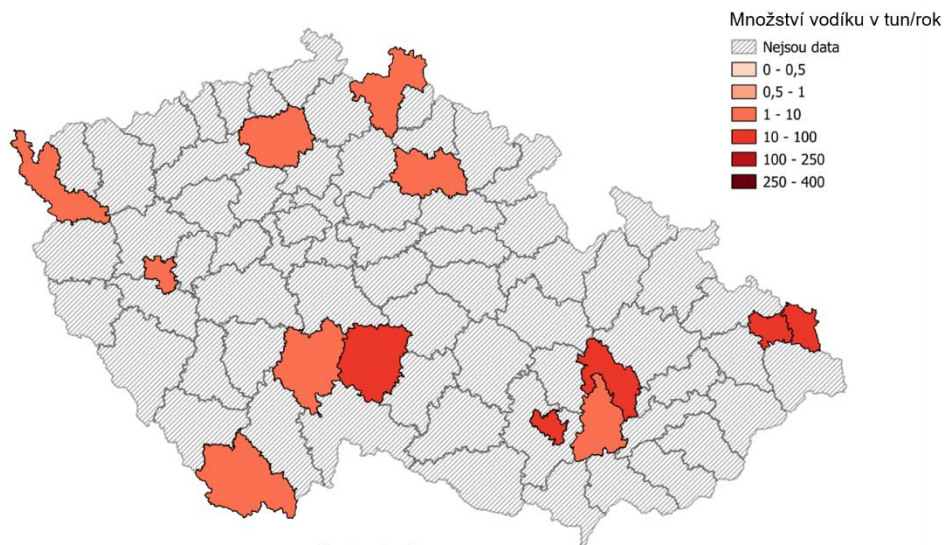 Množství vodíku v tun/rok
Nejsou data
0 - 0,5
0,5 - 1
1 - 10
10 - 100
100 - 250
250 - 400